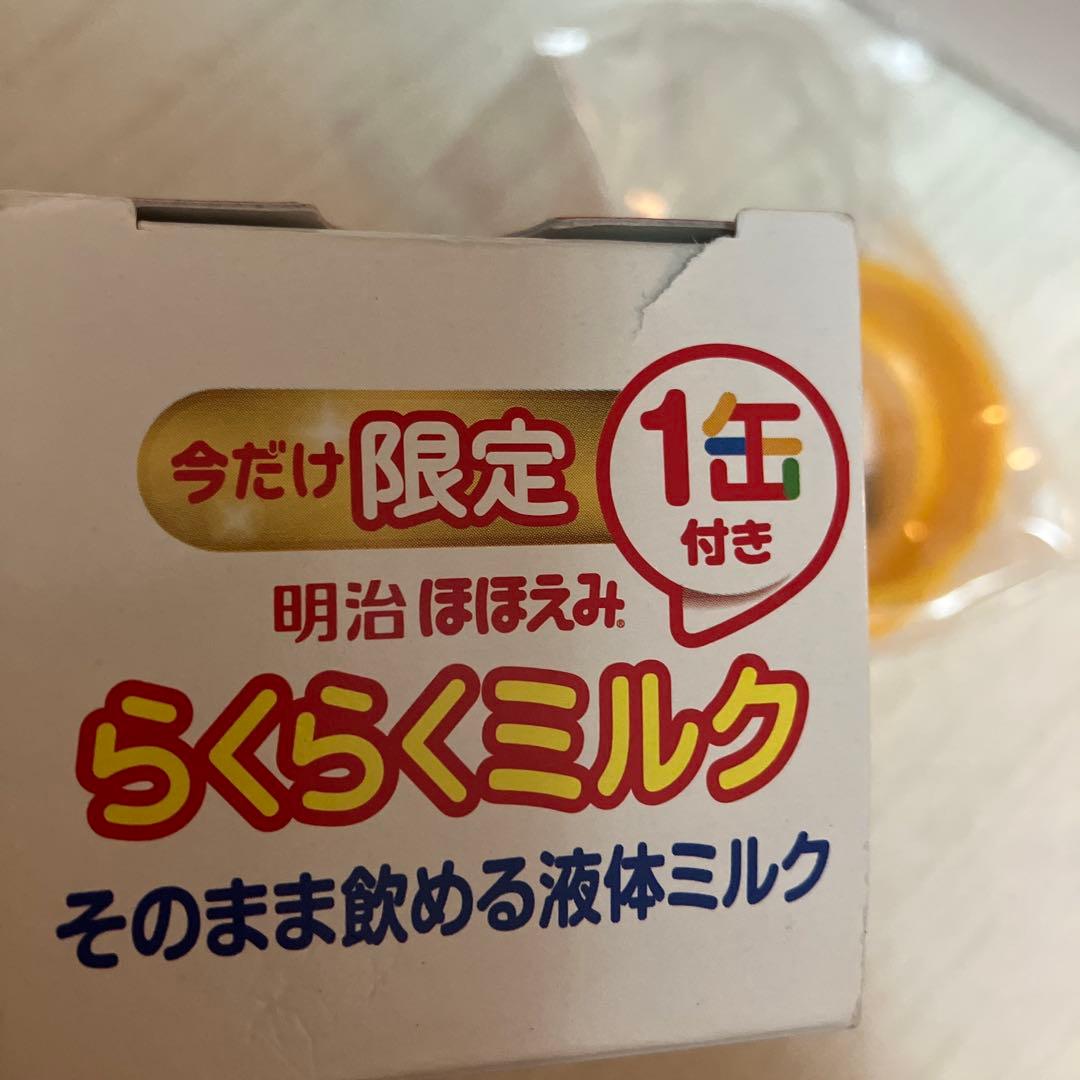 今だけ限定
1缶
付き
明治ほほえみ®
らくらくミルク
そのまま飲める液体ミルク